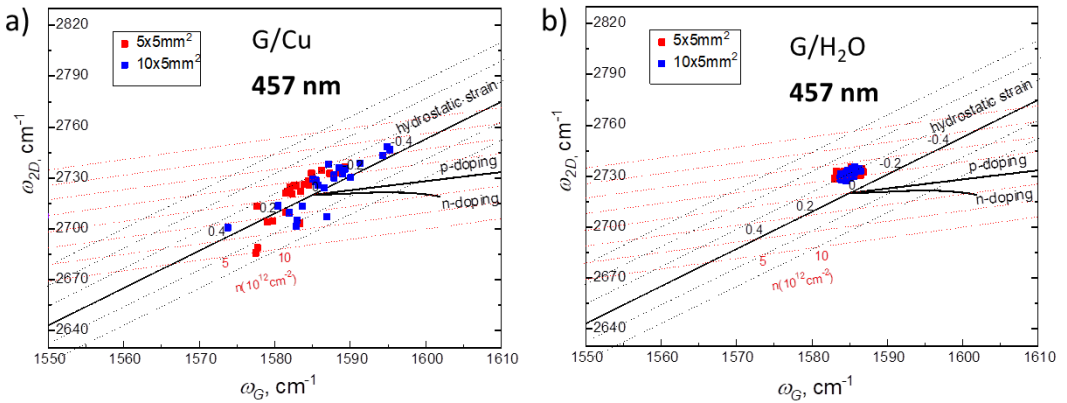 a)
G/Cu
457 nm
5x5mm²
10x5mm²
2820
2790
2760
2730
2700
2670
2640
ω2D, cm-1
hydrostatic strain
-0.4
0.2
0.4
p-doping
n-doping
5
10
n(10¹²cm-²)
1550
1560
1570
1580
1590
1600
1610
ωG, cm-1
b)
G/H2O
457 nm
5x5mm²
10x5mm²
2820
2790
2760
2730
2700
2670
2640
ω2D, cm-1
hydrostatic strain
-0.4
-0.2
0
0.2
0.4
p-doping
n-doping
5
10
n(10¹²cm-²)
1550
1560
1570
1580
1590
1600
1610
ωG, cm-1